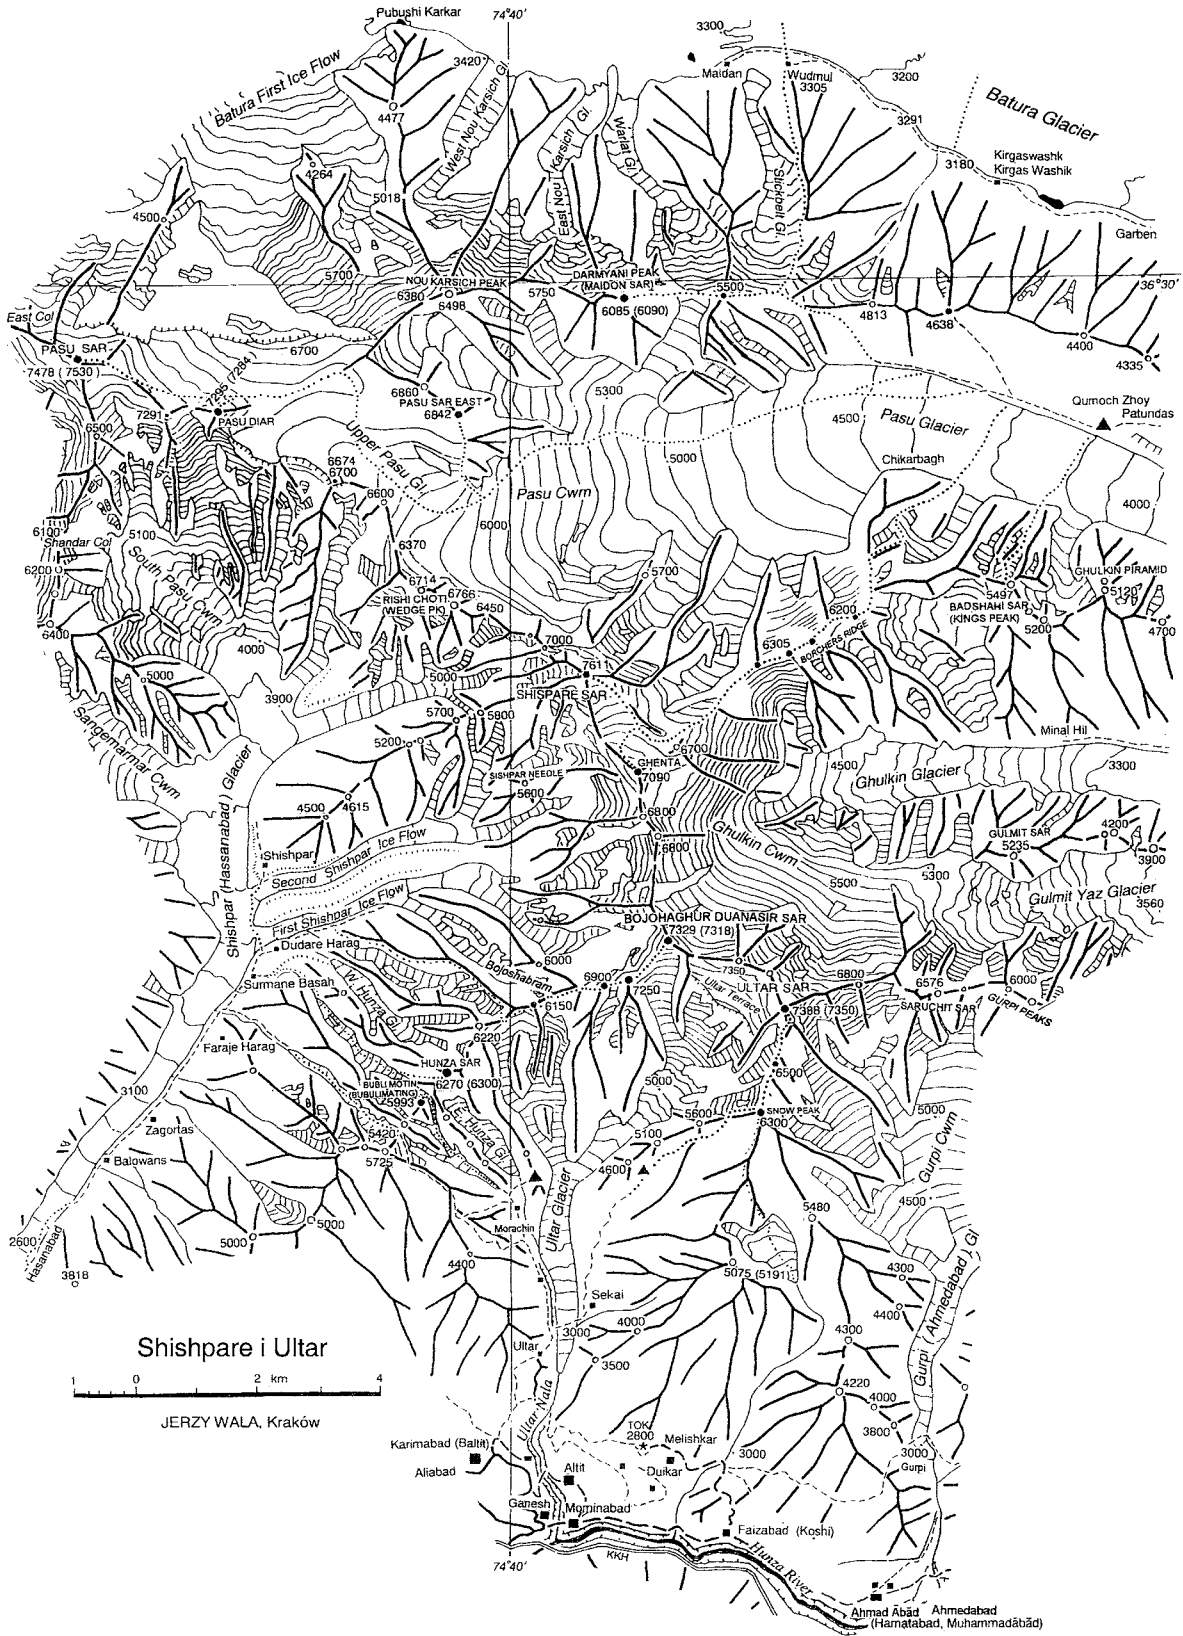 Pubushi Karkar
74°40'
3300
Maidan
Wudmul
3305
3200
Batura First Ice Flow
3420
4477
West Nou Karsich Gl.
East Nou Karsich Gl.
Warlat Gl.
Stickbelt Gl.
3291
Batura Glacier
3180
Kirgaswashk
Kirgas Washik
Garben
4264
4500
5018
5700
NOU KARSICH PEAK
6380
6498
5750
DARMYANI PEAK
(MAIDON SAR)
6085 (6090)
5500
4813
4638
36°30'
4400
4335
East Col
PASU SAR
7478 (7530)
6700
7295 (7284)
7291
PASU DIAR
6500
6860
PASU SAR EAST
6842
5300
4500
Pasu Glacier
Qumoch Zhoy
Patundas
Upper Pasu Gl.
6674
6700
6600
5000
Chikarbagh
Pasu Cwm
4000
6000
6100
Shandar Col
5100
6200
South Pasu Cwm
6370
6714
RISHI CHOTI
(WEDGE PK)
6766
6450
5700
6200
5497
BADSHAHI SAR
(KINGS PEAK)
GHULKIN PIRAMID
5120
5200
4700
6400
4000
7000
6305
BORCHERS RIDGE
5000
3900
5000
7611
SHISPARE SAR
5700
5800
5200
Sangemarmar Cwm
Minal Hil
6700
GHENTA
7090
4500
Ghulkin Glacier
3300
SISHPAR NEEDLE
5600
Shishpar (Hassanabad) Glacier
4500
4615
6800
6800
Ghulkin Cwm
GULMIT SAR
5235
4200
3900
Shishpar
Second Shishpar Ice Flow
5500
5300
Gulmit Yaz Glacier
3560
First Shishpar Ice Flow
BOJOHAGHUR DUANASIR SAR
7329 (7318)
Dudare Harag
Surmane Basah
Bojoshabram
6000
6900
7250
7350
Ultar Terrace
ULTAR SAR
7388 (7350)
6800
6576
SARUCHIT SAR
6000
GURPI PEAKS
6150
W. Hunza Gl.
6220
Faraje Harag
HUNZA SAR
6270 (6300)
BUBLI MOTIN
(BUBULIMATING)
5993
5000
6500
3100
Zagortas
5420
5725
E. Hunza Gl.
5600
SNOW PEAK
6300
5100
4600
5000
Gurpi Cwm
4500
Balowans
2600
Hasanabad
3818
5000
5000
Morachin
Ultar Glacier
5480
4400
5075 (5191)
4300
4400
Sekai
4000
3000
Ultar
3500
4300
Gurpi (Ahmedabad) Gl.
Shishpare i Ultar
1 0 2 km 4
JERZY WALA, Kraków
4220
4000
3800
Ultar Nala
TOK
2800
Melishkar
3000
3000
Gurpi
Karimabad (Baltit)
Aliabad
Altit
Duikar
Ganesh
Mominabad
Faizabad (Koshi)
74°40'
KKH
Hunza River
Ahmad Ābād
Ahmedabad
(Hamatabad, Muhammadābād)